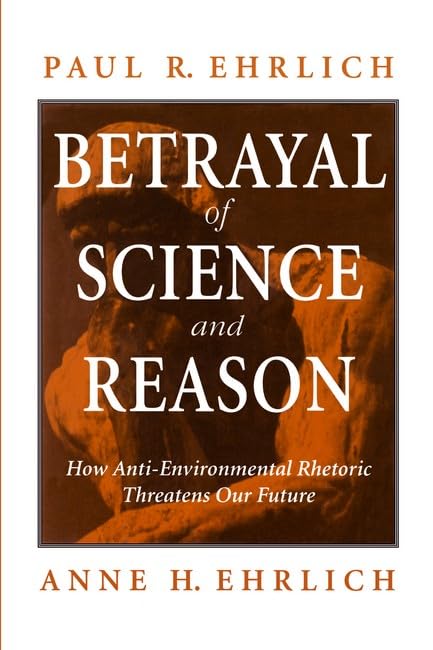 PAUL R. EHRLICH
BETRAYAL
of
SCIENCE
and
REASON
How Anti-Environmental Rhetoric
Threatens Our Future
ANNE H. EHRLICH